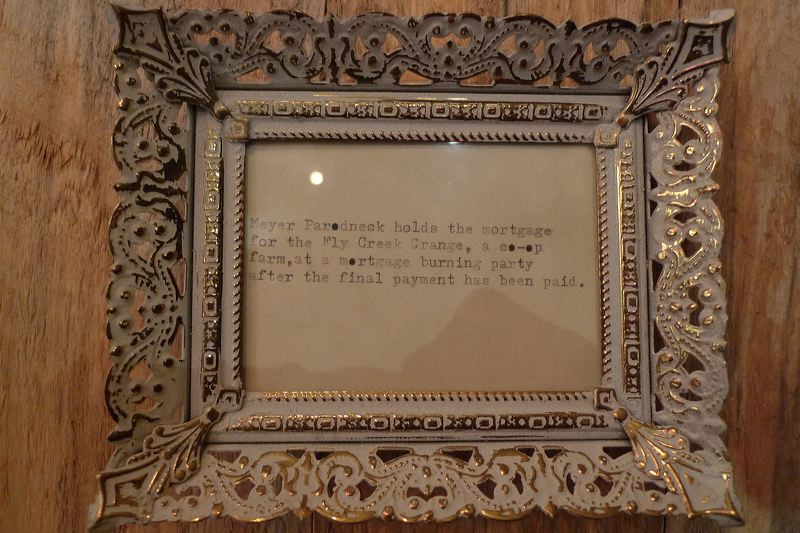 Meyer Parodneck holds the mortgage
for the Fly Creek Grange, a co-op
farm,at a mortgage burning party
after the final payment has been paid.